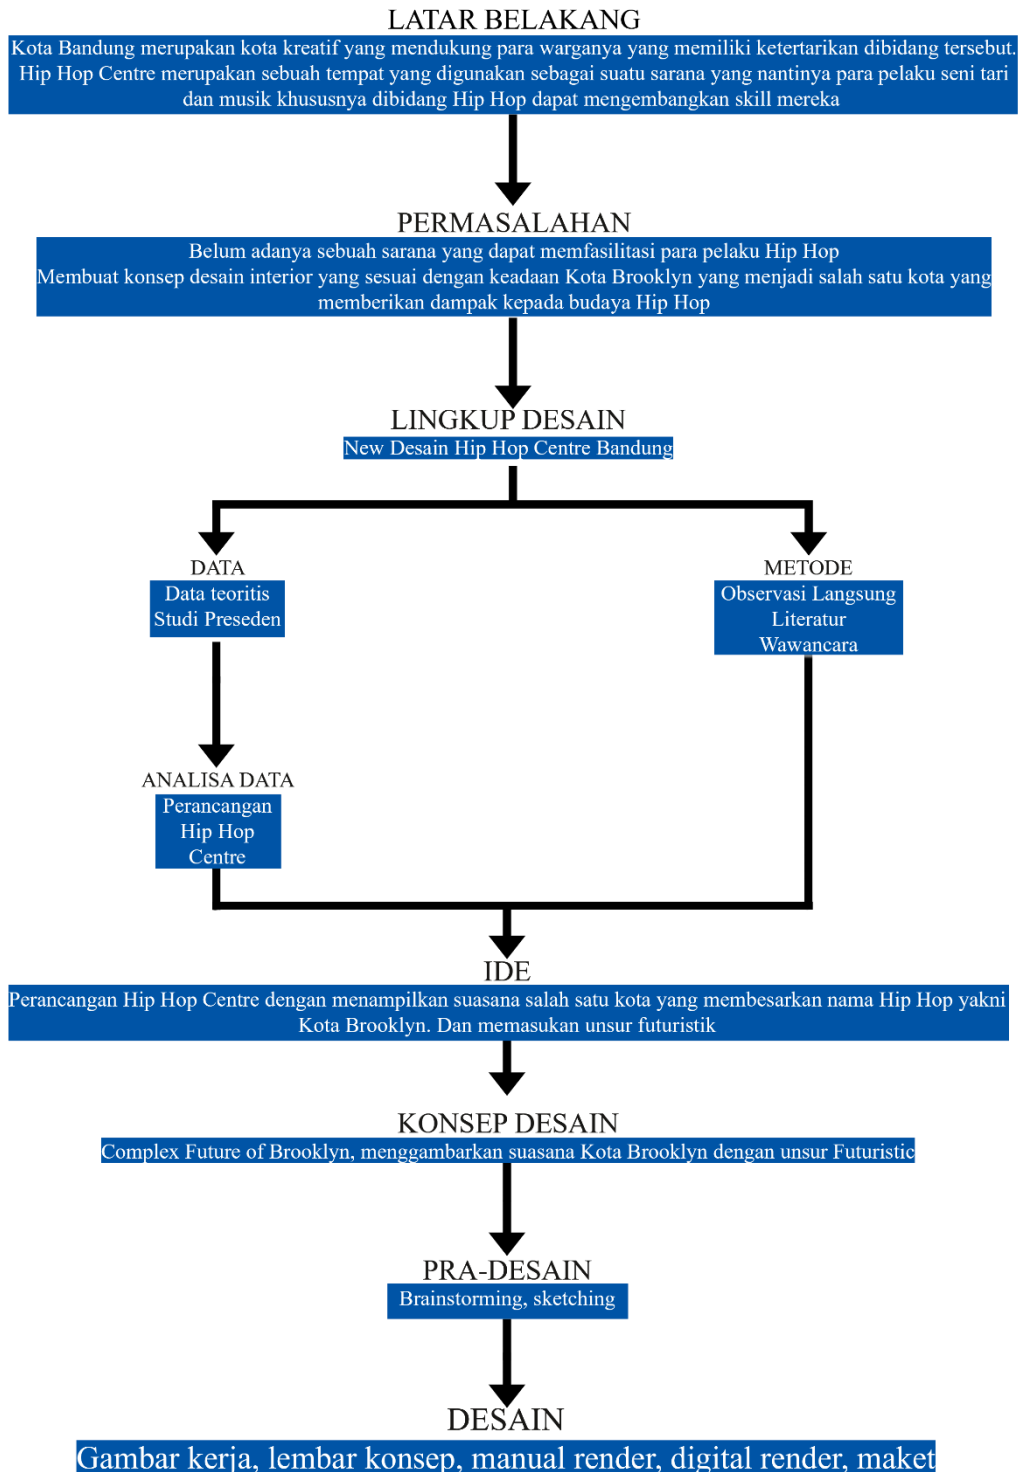 LATAR BELAKANG
Kota Bandung merupakan kota kreatif yang mendukung para warganya yang memiliki ketertarikan dibidang tersebut.
Hip Hop Centre merupakan sebuah tempat yang digunakan sebagai suatu sarana yang nantinya para pelaku seni tari
dan musik khususnya dibidang Hip Hop dapat mengembangkan skill mereka
PERMASALAHAN
Belum adanya sebuah sarana yang dapat memfasilitasi para pelaku Hip Hop
Membuat konsep desain interior yang sesuai dengan keadaan Kota Brooklyn yang menjadi salah satu kota yang
memberikan dampak kepada budaya Hip Hop
LINGKUP DESAIN
New Desain Hip Hop Centre Bandung
DATA
Data teoritis
Studi Preseden
METODE
Observasi Langsung
Literatur
Wawancara
ANALISA DATA
Perancangan
Hip Hop
Centre
IDE
Perancangan Hip Hop Centre dengan menampilkan suasana salah satu kota yang membesarkan nama Hip Hop yakni
Kota Brooklyn. Dan memasukan unsur futuristik
KONSEP DESAIN
Complex Future of Brooklyn, menggambarkan suasana Kota Brooklyn dengan unsur Futuristic
PRA-DESAIN
Brainstorming, sketching
DESAIN
Gambar kerja, lembar konsep, manual render, digital render, maket